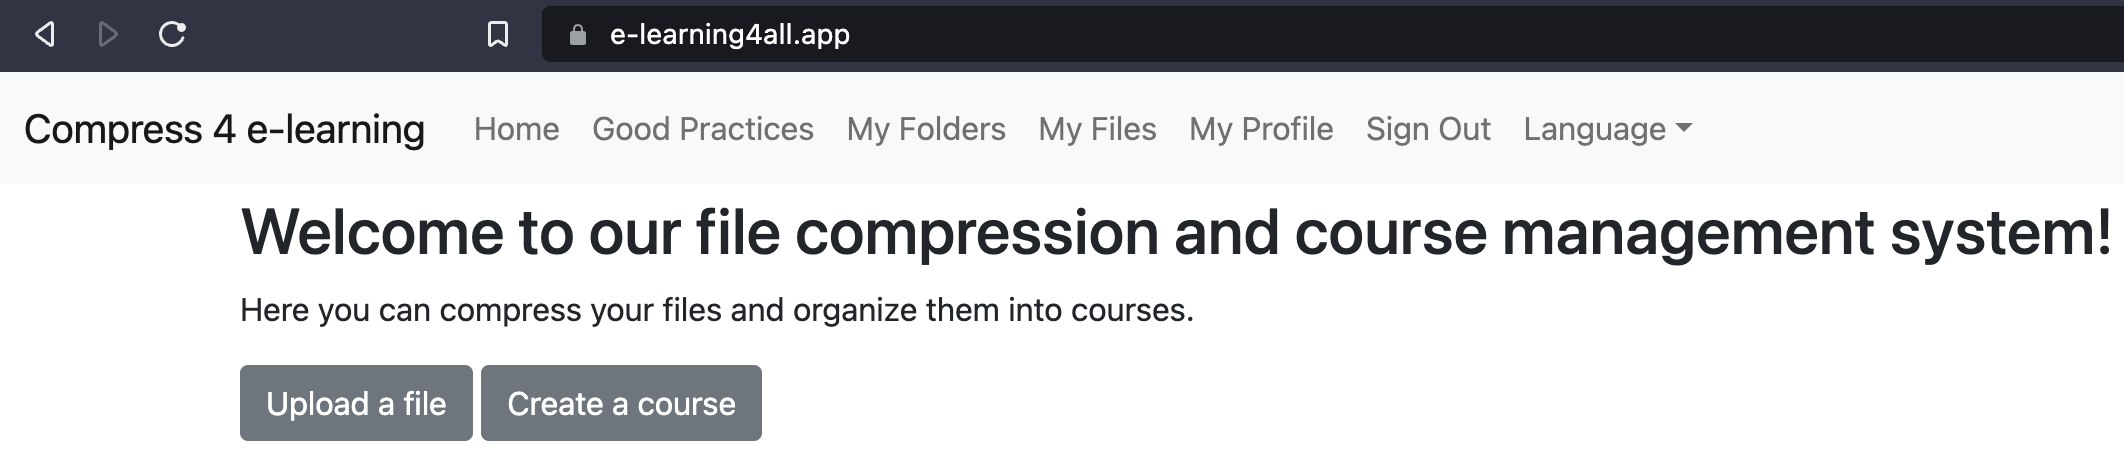 e-learning4all.app
Compress 4 e-learning Home Good Practices My Folders My Files My Profile Sign Out Language
Welcome to our file compression and course management system!
Here you can compress your files and organize them into courses.
Upload a file Create a course